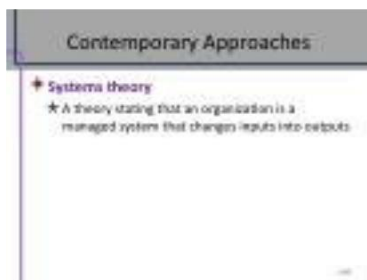 Contemporary Approaches
Systems theory
A theory stating that an organization is a
managed system that changes inputs into outputs